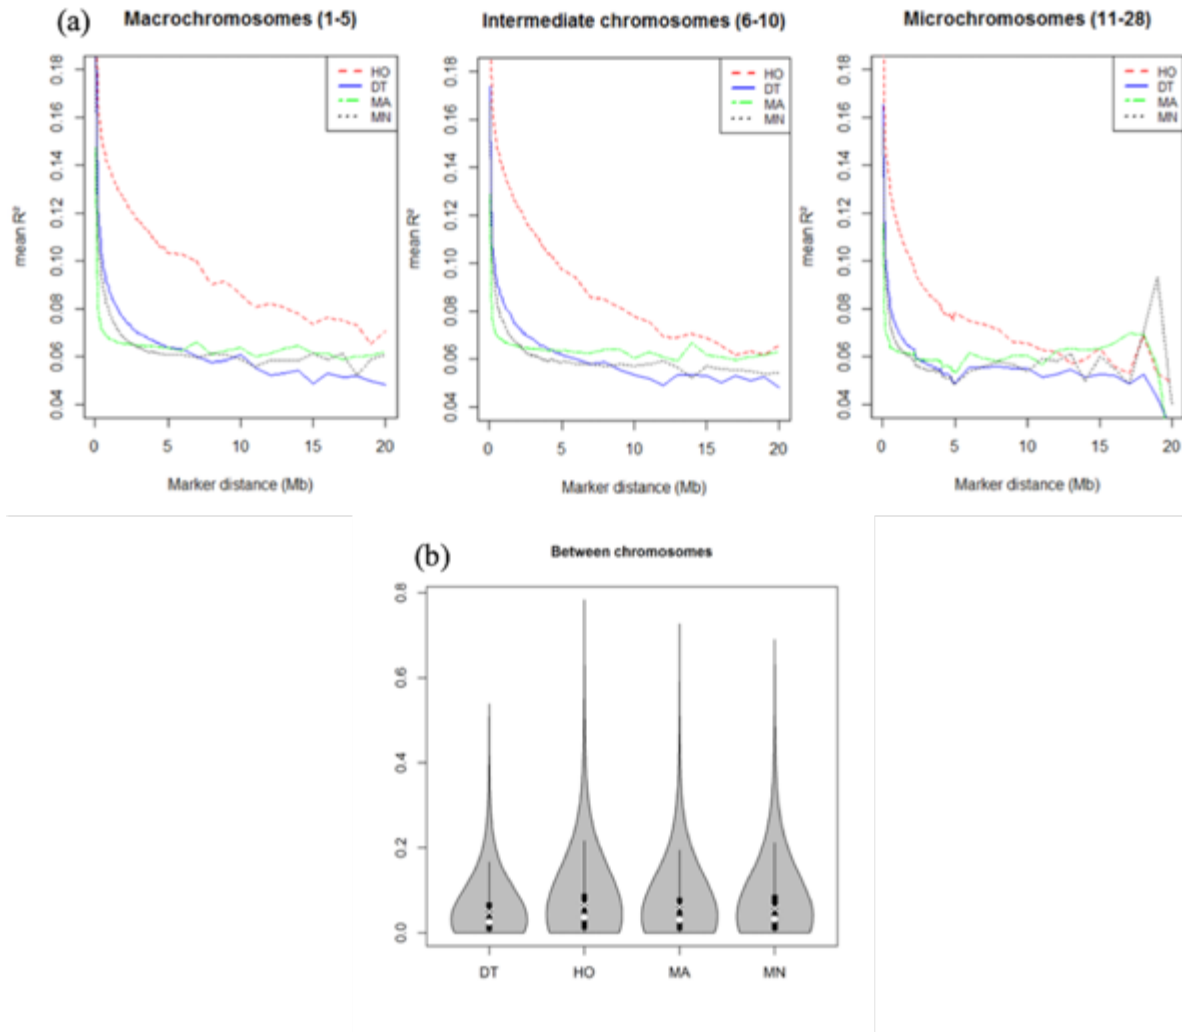 (a)
Macrochromosomes (1-5)
mean R²
0.18
0.16
0.14
0.12
0.10
0.08
0.06
0.04
HO
DT
MA
MN
0 5 10 15 20
Marker distance (Mb)
Intermediate chromosomes (6-10)
mean R²
0.18
0.16
0.14
0.12
0.10
0.08
0.06
0.04
HO
DT
MA
MN
0 5 10 15 20
Marker distance (Mb)
Microchromosomes (11-28)
mean R²
0.18
0.16
0.14
0.12
0.10
0.08
0.06
0.04
HO
DT
MA
MN
0 5 10 15 20
Marker distance (Mb)
(b)
Between chromosomes
0.8
0.6
0.4
0.2
0.0
DT HO MA MN